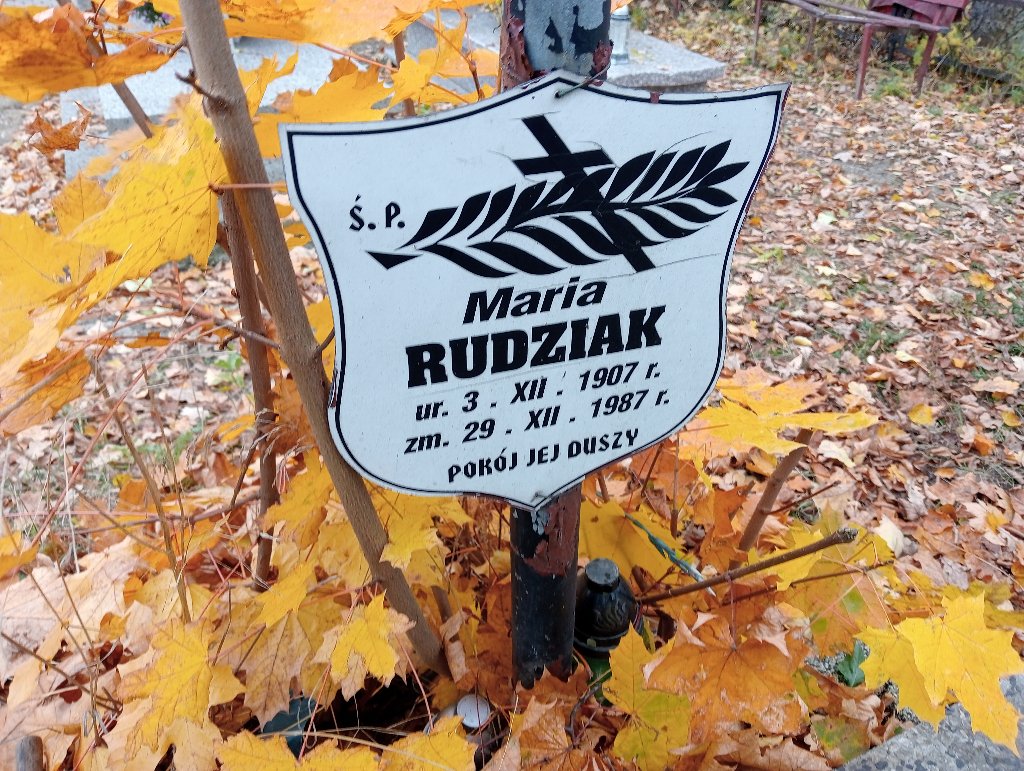 Ś. P.
Maria
RUDZIAK
ur. 3 . XII . 1907 r.
zm. 29 . XII . 1987 r.
POKÓJ JEJ DUSZY